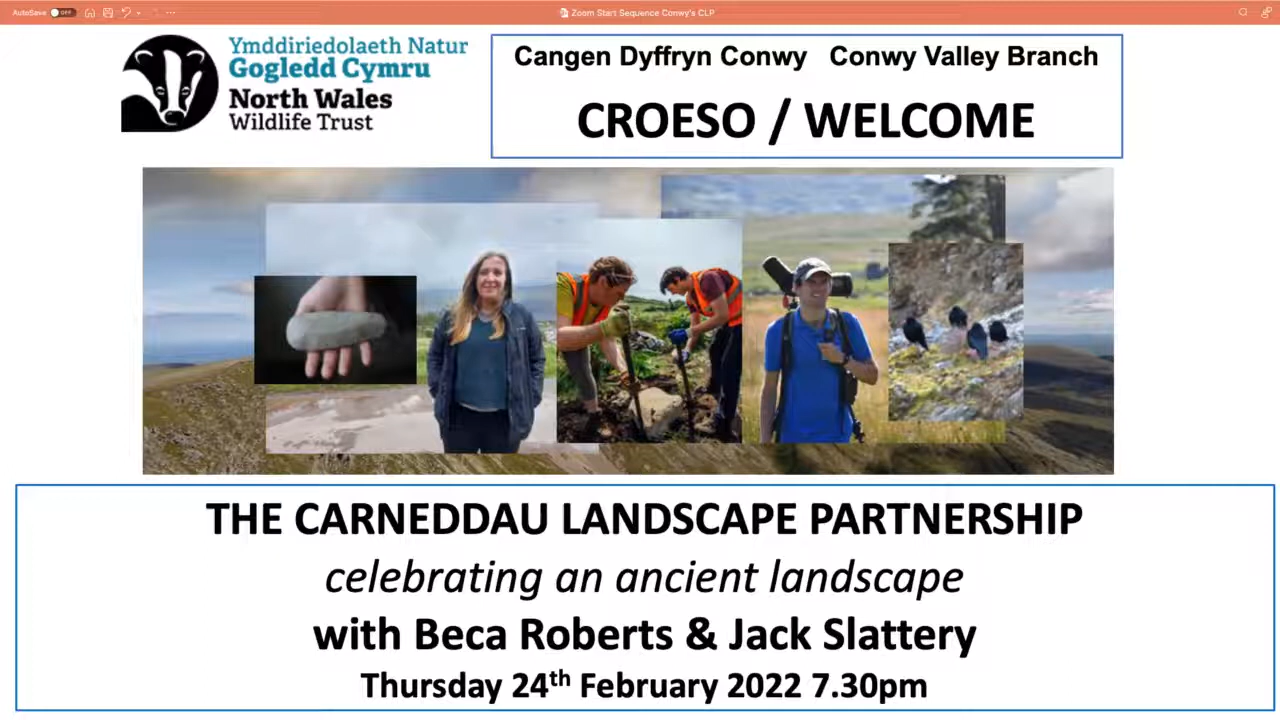 AutoSave OFF
Zoom Start Sequence Conwy's CLP
Ymddiriedolaeth Natur
Gogledd Cymru
North Wales
Wildlife Trust
Cangen Dyffryn Conwy Conwy Valley Branch
CROESO / WELCOME
THE CARNEDDAU LANDSCAPE PARTNERSHIP
celebrating an ancient landscape
with Beca Roberts & Jack Slattery
Thursday 24th February 2022 7.30pm